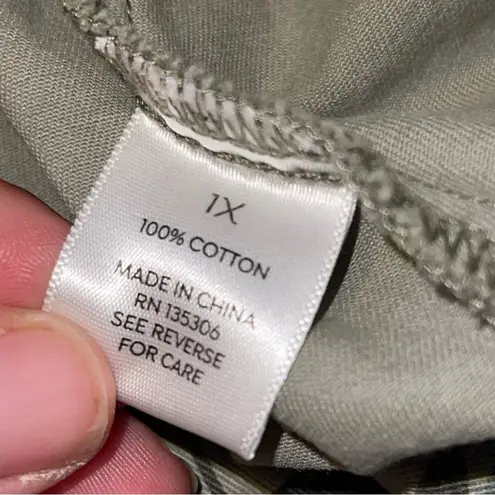 1X
100% COTTON
MADE IN CHINA
RN 135306
SEE REVERSE
FOR CARE